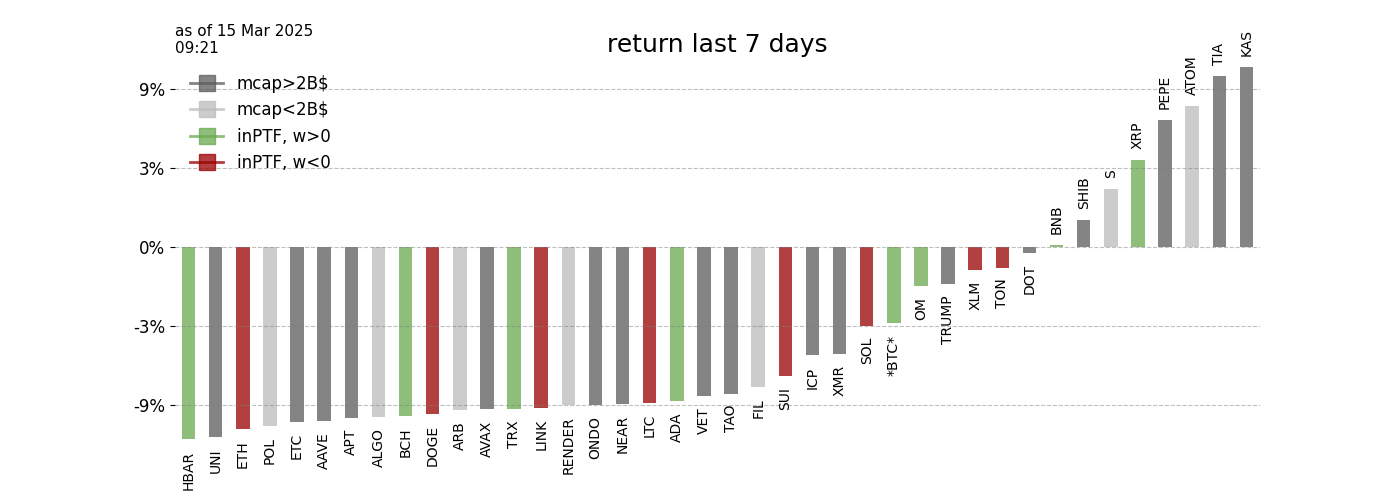 as of 15 Mar 2025
09:21
return last 7 days
mcap>2B$
mcap<2B$
inPTF, w>0
inPTF, w<0
9%
3%
0%
-3%
-9%
HBAR
UNI
ETH
POL
ETC
AAVE
APT
ALGO
BCH
DOGE
ARB
AVAX
TRX
LINK
RENDER
ONDO
NEAR
LTC
ADA
VET
TAO
FIL
SUI
ICP
XMR
SOL
*BTC*
OM
TRUMP
XLM
TON
DOT
BNB
SHIB
S
XRP
PEPE
ATOM
TIA
KAS